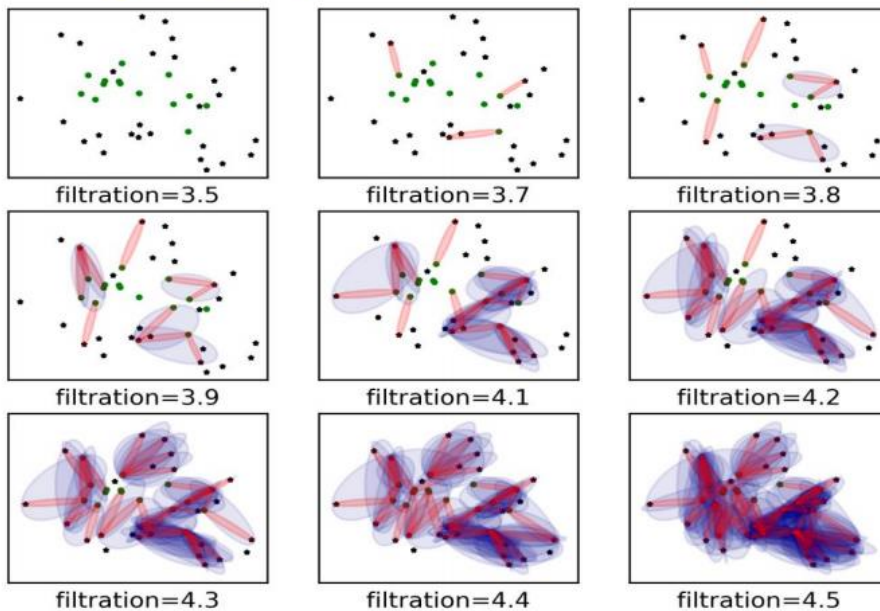 filtration=3.5
filtration=3.7
filtration=3.8
filtration=3.9
filtration=4.1
filtration=4.2
filtration=4.3
filtration=4.4
filtration=4.5